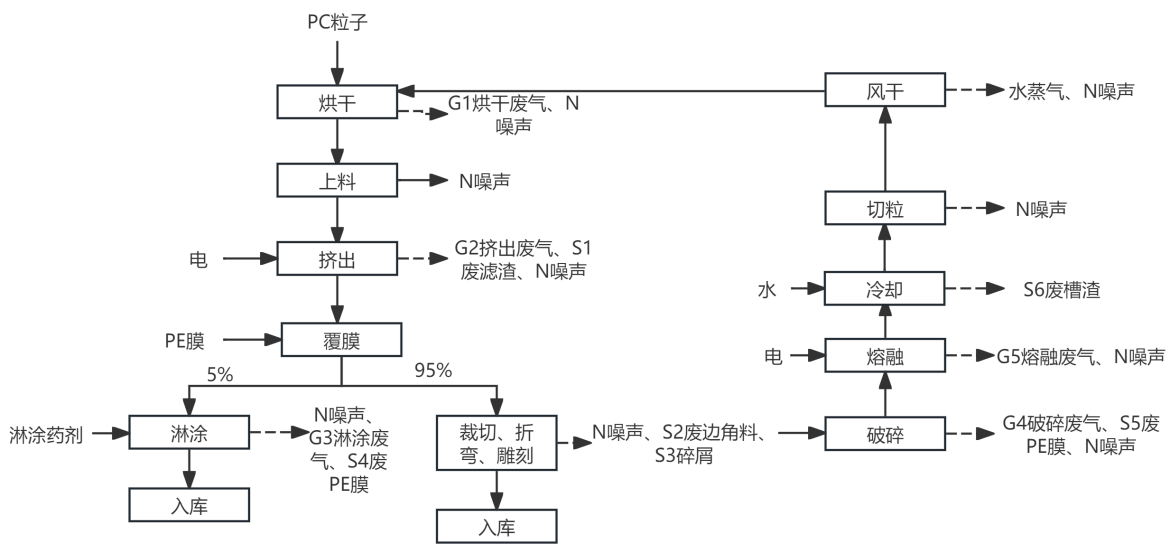 PC粒子
烘干
G1烘干废气、N
噪声
上料
N噪声
电
挤出
G2挤出废气、S1
废滤渣、N噪声
PE膜
覆膜
5%
95%
淋涂药剂
淋涂
N噪声、
G3淋涂废
气、S4废
PE膜
入库
裁切、折
弯、雕刻
N噪声、S2废边角料、
S3碎屑
入库
破碎
G4破碎废气、S5废
PE膜、N噪声
电
熔融
G5熔融废气、N噪声
水
冷却
S6废槽渣
切粒
N噪声
风干
水蒸气、N噪声